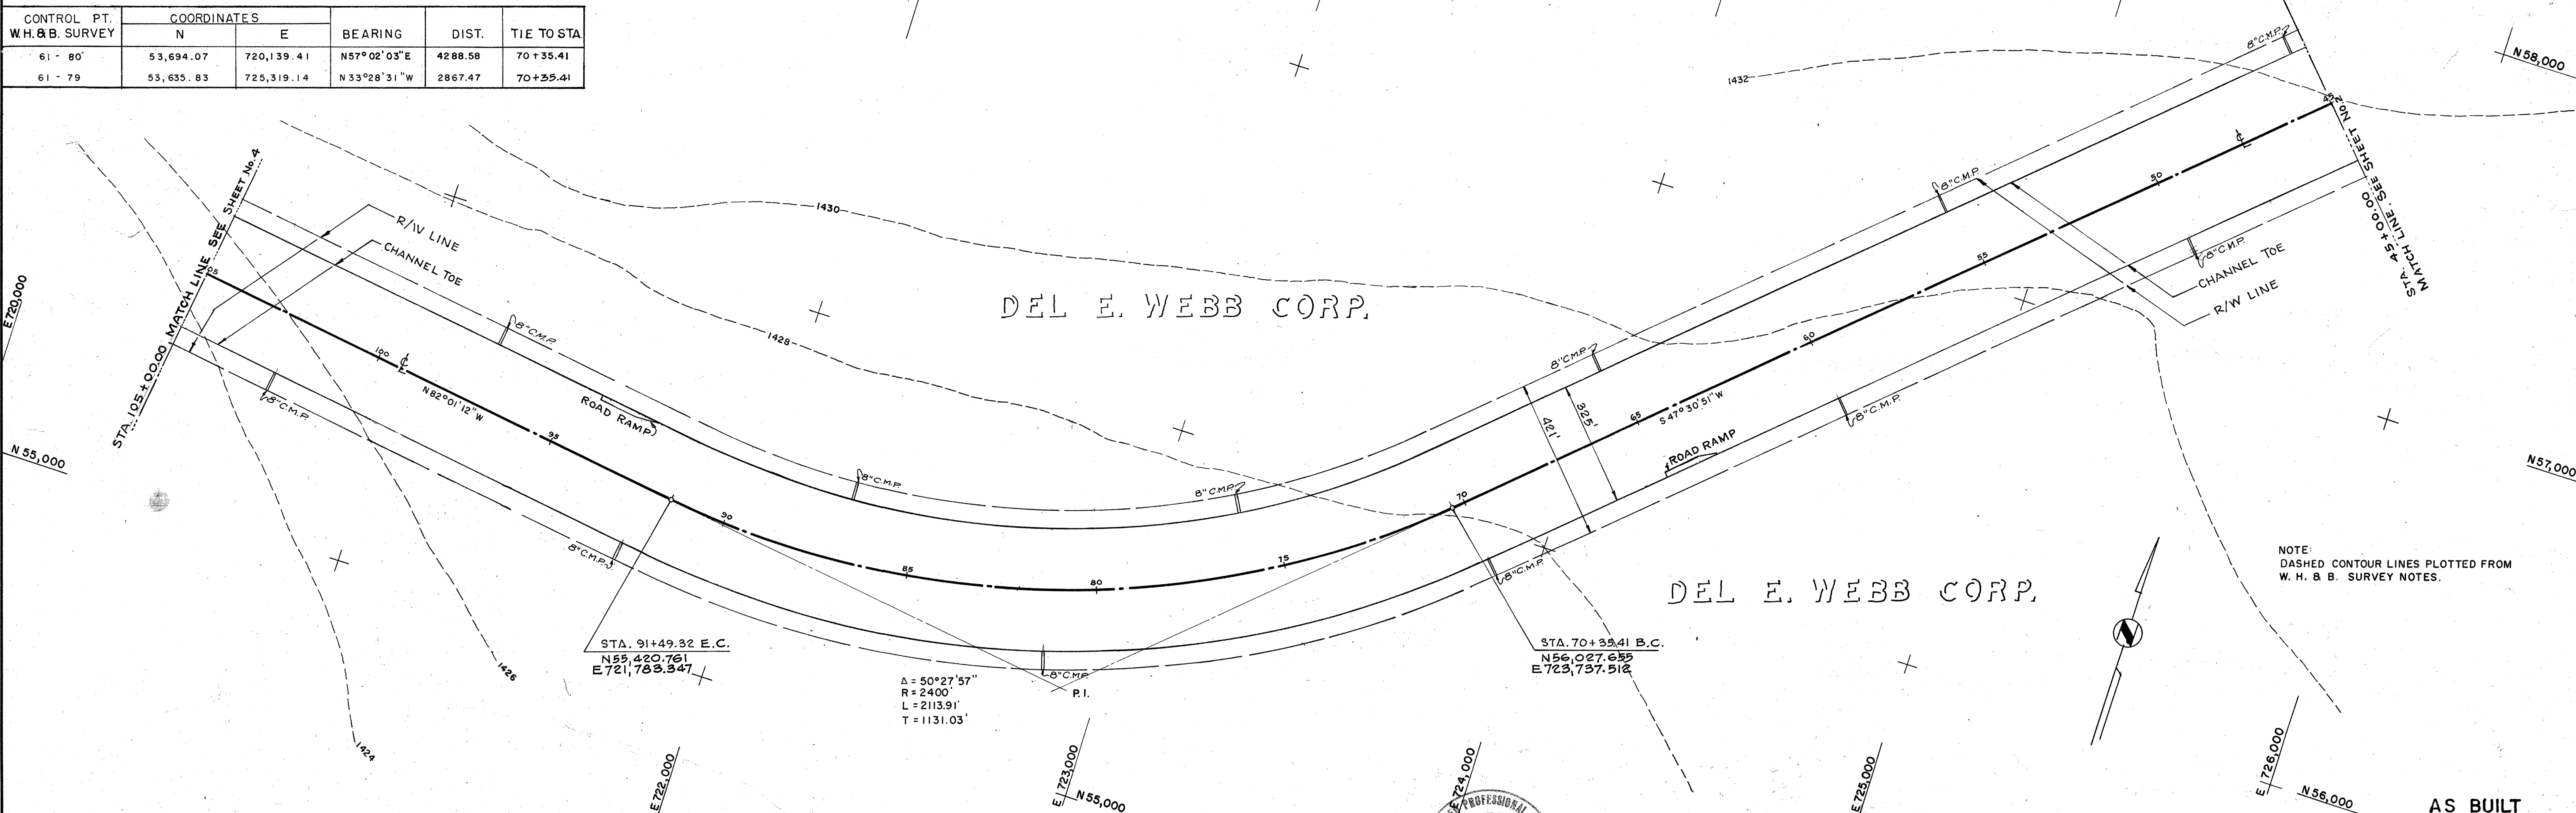 CONTROL PT. W.H.&B. SURVEY COORDINATES N E BEARING DIST. TIE TO STA.
61 - 80 53,694.07 720,139.41 N57°02'03"E 4288.58 70+35.41
61 - 79 53,635.83 725,319.14 N33°28'31"W 2867.47 70+35.41
STA. 105+00.00 MATCH LINE SEE SHEET No. 4
R/W LINE
CHANNEL TOE
E720,000
N 55,000
105
100
℄
N82°01'12"W
95
90
85
80
75
70
65
60
55
50
45
℄
S47°30'51"W
8"C.M.P.
8"C.M.P.
8"C.M.P.
8"C.M.P.
8"C.M.P.
8"C.M.P.
8"C.M.P.
8"C.M.P.
8"C.M.P.
8"C.M.P.
8"C.M.P.
8"C.M.P.
8"C.M.P.
ROAD RAMP
ROAD RAMP
1432
1430
1428
1426
1424
DEL E. WEBB CORP.
DEL E. WEBB CORP.
421'
325'
STA. 91+49.32 E.C.
N55,420.761
E721,783.347
Δ = 50°27'57"
R = 2400'
L = 2113.91'
T = 1131.03'
P.I.
STA. 70+35.41 B.C.
N56,027.655
E723,737.512
CHANNEL TOE
R/W LINE
STA. 45+00.00
MATCH LINE. SEE SHEET No. 2
N58,000
N57,000
NOTE:
DASHED CONTOUR LINES PLOTTED FROM
W. H. & B. SURVEY NOTES.
N
E722,000
E723,000
N55,000
E724,000
E725,000
E726,000
N56,000
PROFESSIONAL
AS BUILT